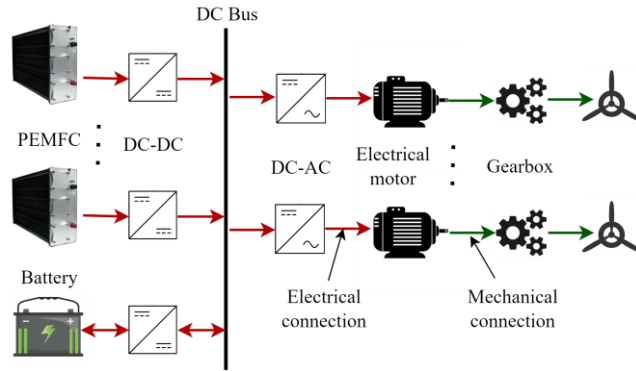 DC Bus
PEMFC
DC-DC
DC-AC
Electrical
motor
Gearbox
Battery
Electrical
connection
Mechanical
connection